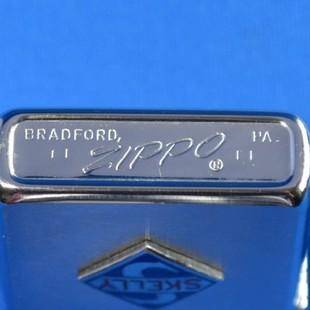 BRADFORD, PA.
ZIPPO ®
SKELLY
S